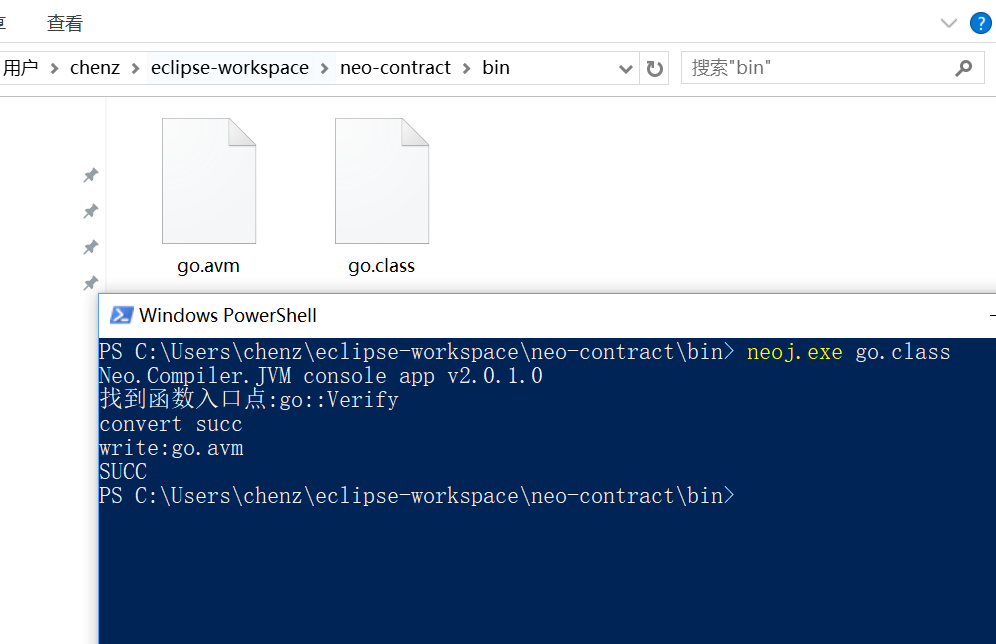 查看
?
用户 > chenz > eclipse-workspace > neo-contract > bin
搜索"bin"
go.avm
go.class
Windows PowerShell
PS C:\Users\chenz\eclipse-workspace\neo-contract\bin> neoj.exe go.class
Neo.Compiler.JVM console app v2.0.1.0
找到函数入口点:go::Verify
convert succ
write:go.avm
SUCC
PS C:\Users\chenz\eclipse-workspace\neo-contract\bin>